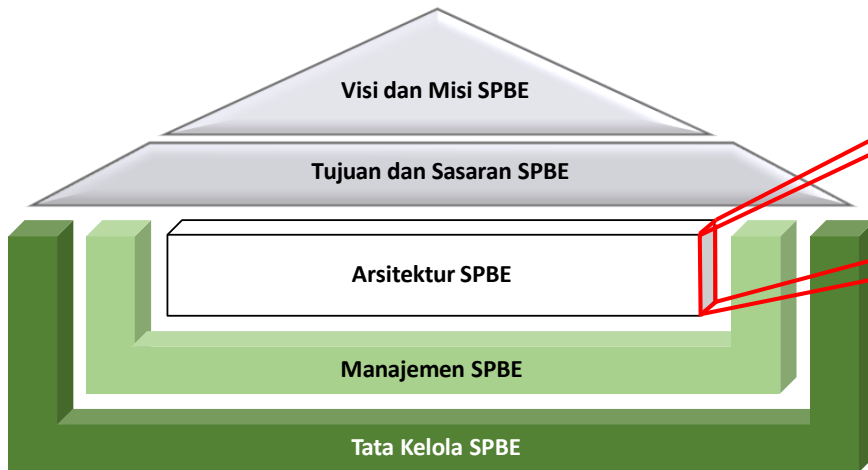 Visi dan Misi SPBE
Tujuan dan Sasaran SPBE
Arsitektur SPBE
Manajemen SPBE
Tata Kelola SPBE